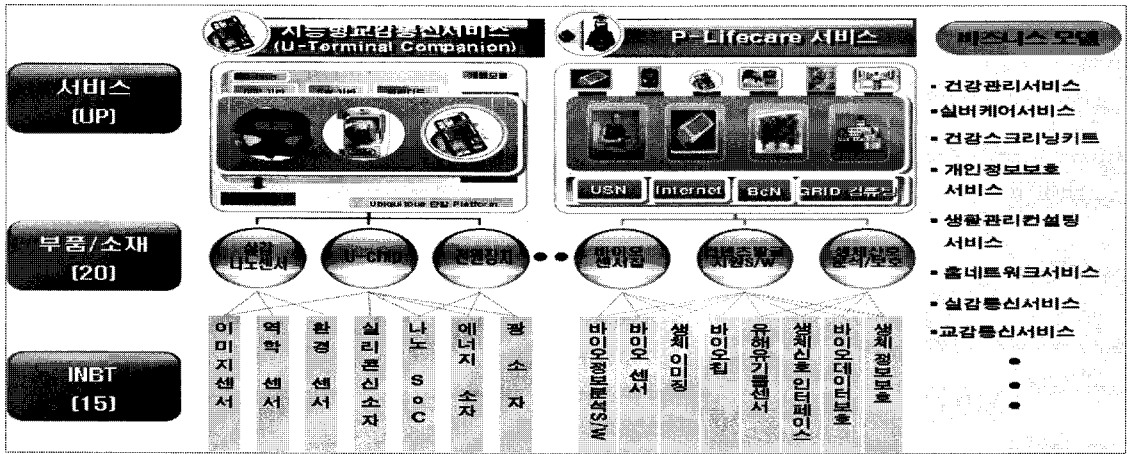 지능형교감통신서비스
(U-Terminal Companion)
P-Lifecare 서비스
비즈니스 모델
서비스
(UP)
USN
Internet
BcN
GRID 컴퓨팅
Ubiquitous 단말 Platform
부품/소재
(20)
실감
나노센서
U-chip
바이오
센서칩
생체신호
분석/보호
INBT
(15)
이미지센서
역학 센서
환경 센서
실리콘신소자
나노 SoC
에너지 소자
광 소자
바이오정보분석S/W
바이오 센서
생체 이미징
바이오칩
유해유기물센서
생체신호 인터페이스
바이오데이터보호
생체 정보보호
• 건강관리서비스
•실버케어서비스
• 건강스크리닝키트
• 개인정보보호
서비스
• 생활관리컨설팅
서비스
• 홈네트워크서비스
• 실감통신서비스
•교감통신서비스